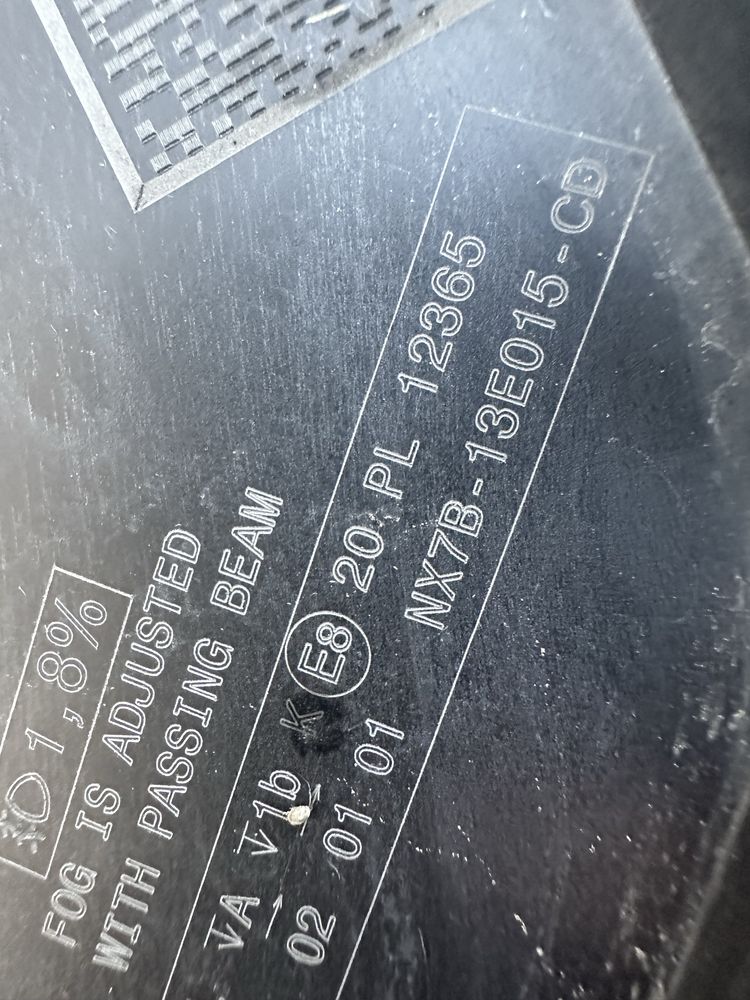 1,8%
FOG IS ADJUSTED
WITH PASSING BEAM
VA V1b K E8 20 PL 12365
02 01 01 NX7B-13E015-CD